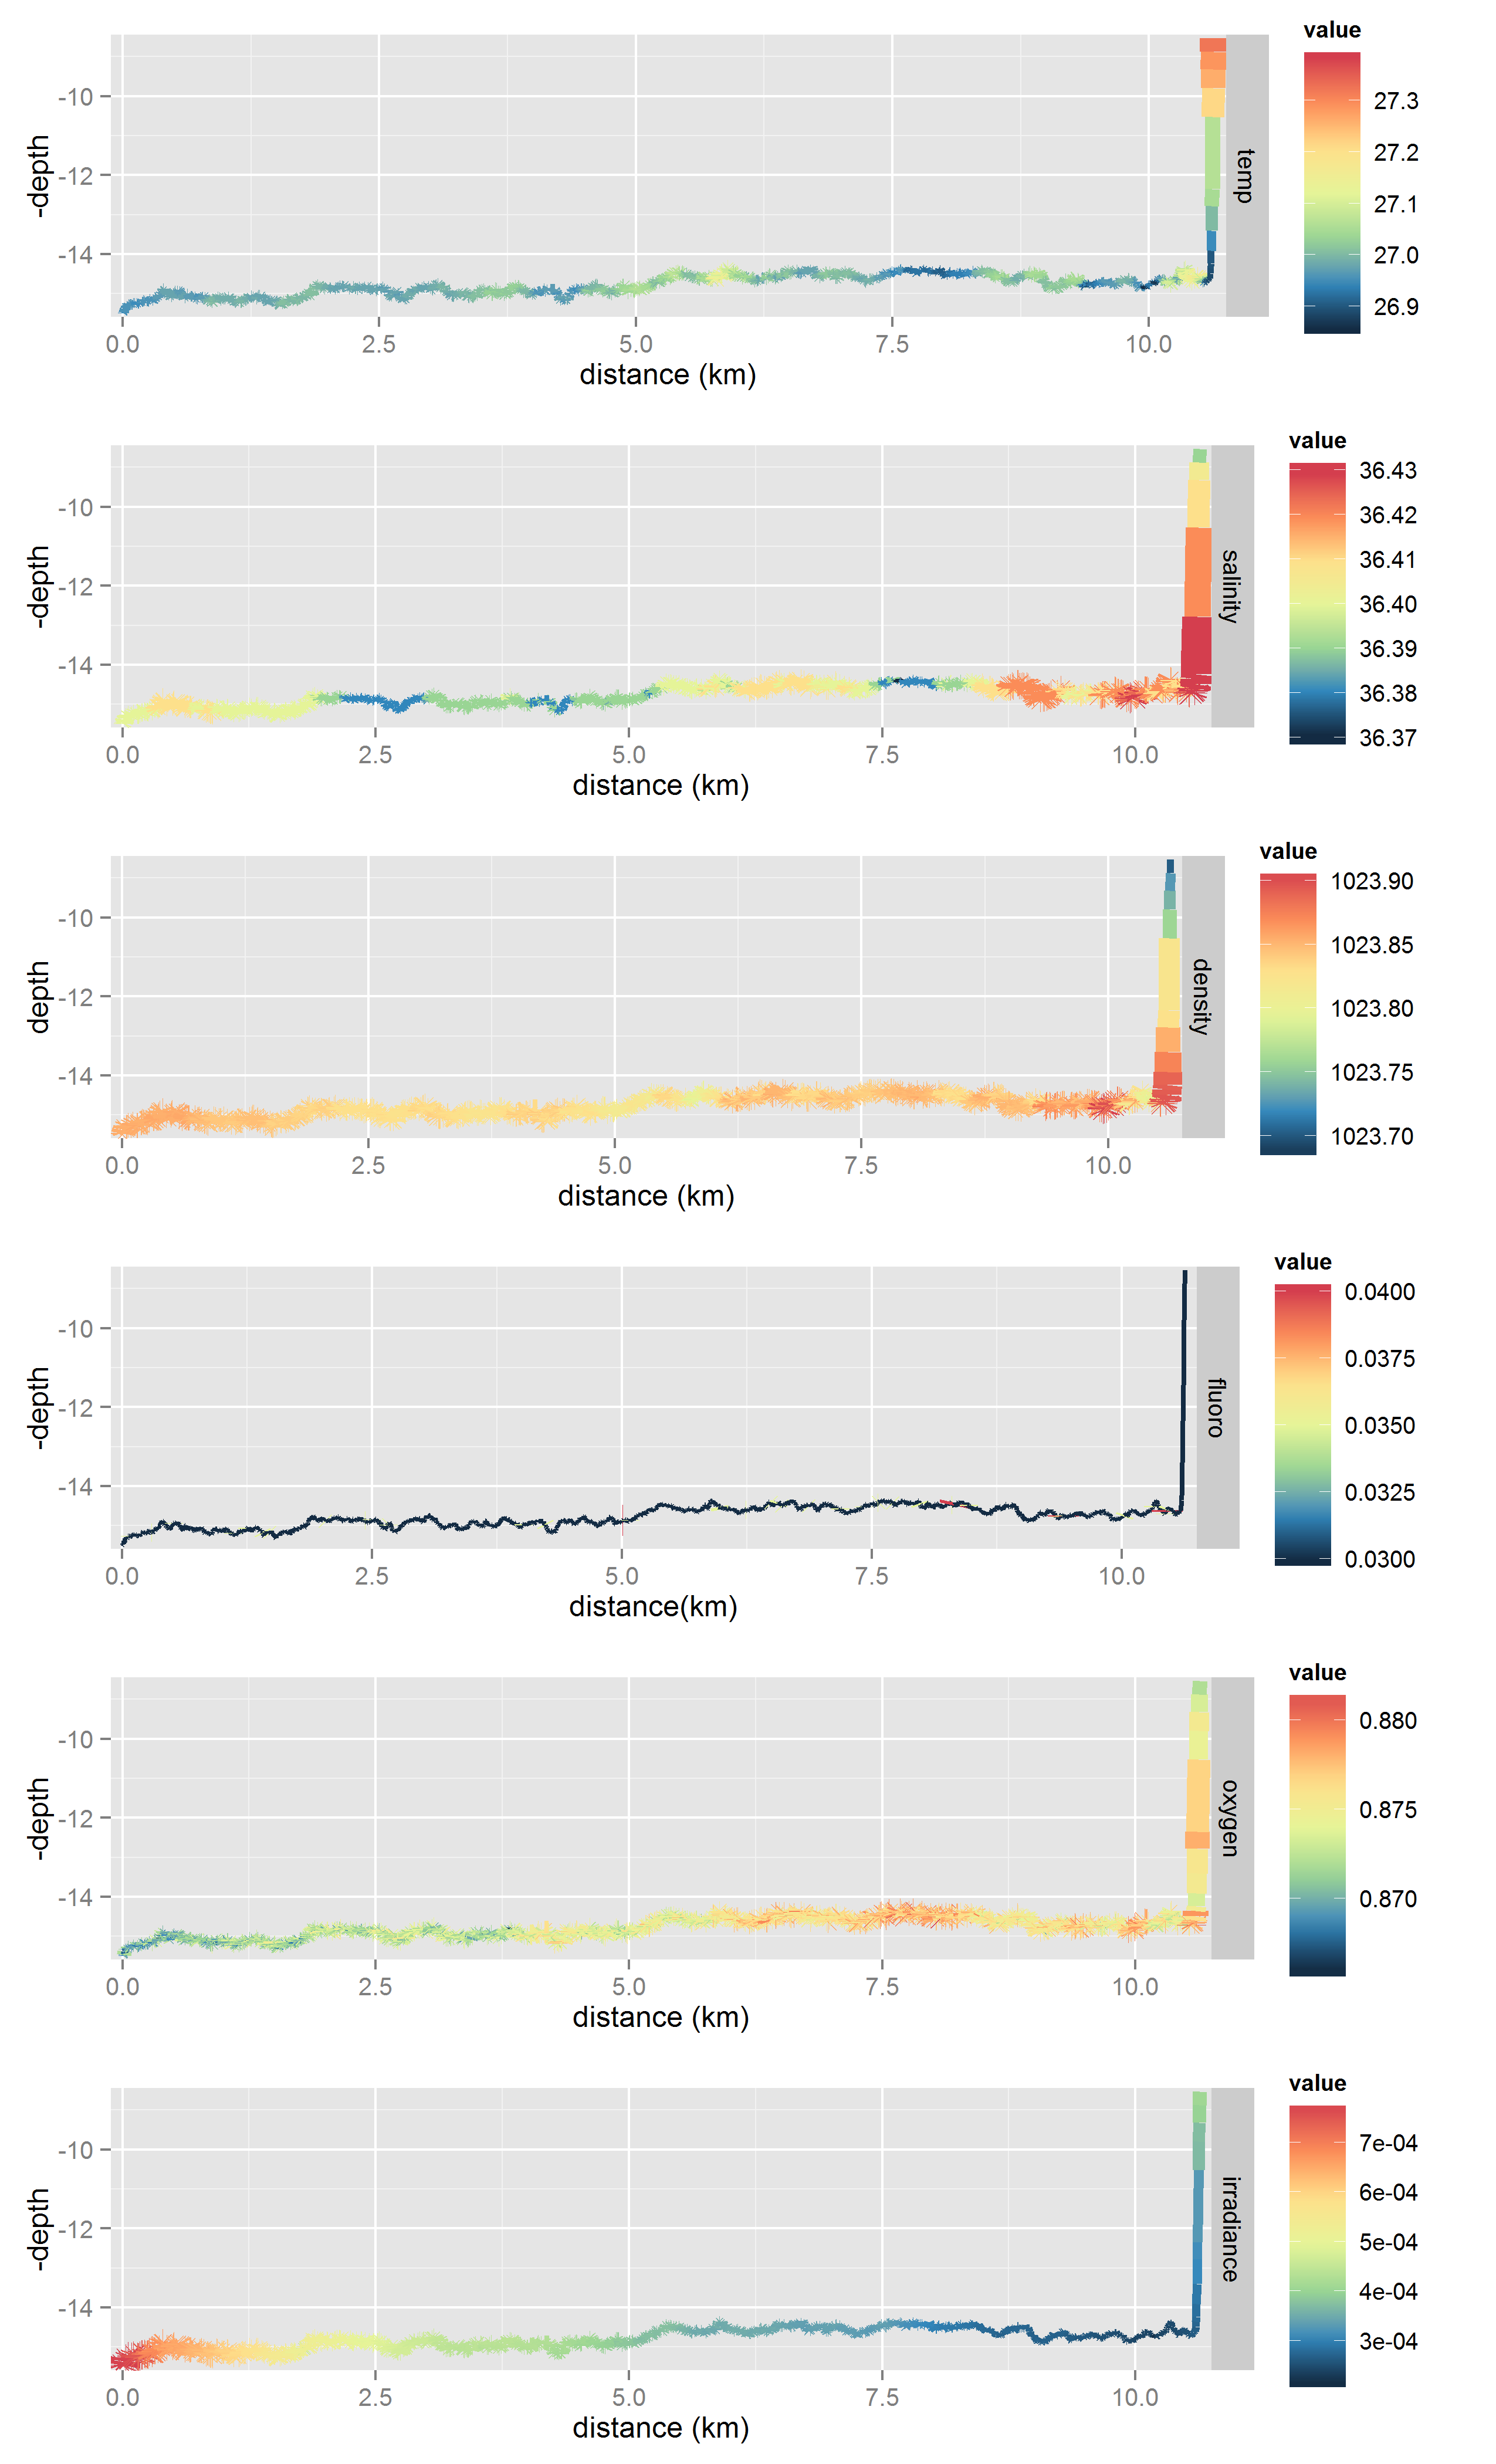 value
-depth
-10
-12
-14
temp
27.3
27.2
27.1
27.0
26.9
0.0 2.5 5.0 7.5 10.0
distance (km)
value
-depth
-10
-12
-14
salinity
36.43
36.42
36.41
36.40
36.39
36.38
36.37
0.0 2.5 5.0 7.5 10.0
distance (km)
value
depth
-10
-12
-14
density
1023.90
1023.85
1023.80
1023.75
1023.70
0.0 2.5 5.0 7.5 10.0
distance (km)
value
-depth
-10
-12
-14
fluoro
0.0400
0.0375
0.0350
0.0325
0.0300
0.0 2.5 5.0 7.5 10.0
distance(km)
value
-depth
-10
-12
-14
oxygen
0.880
0.875
0.870
0.0 2.5 5.0 7.5 10.0
distance (km)
value
-depth
-10
-12
-14
irradiance
7e-04
6e-04
5e-04
4e-04
3e-04
0.0 2.5 5.0 7.5 10.0
distance (km)